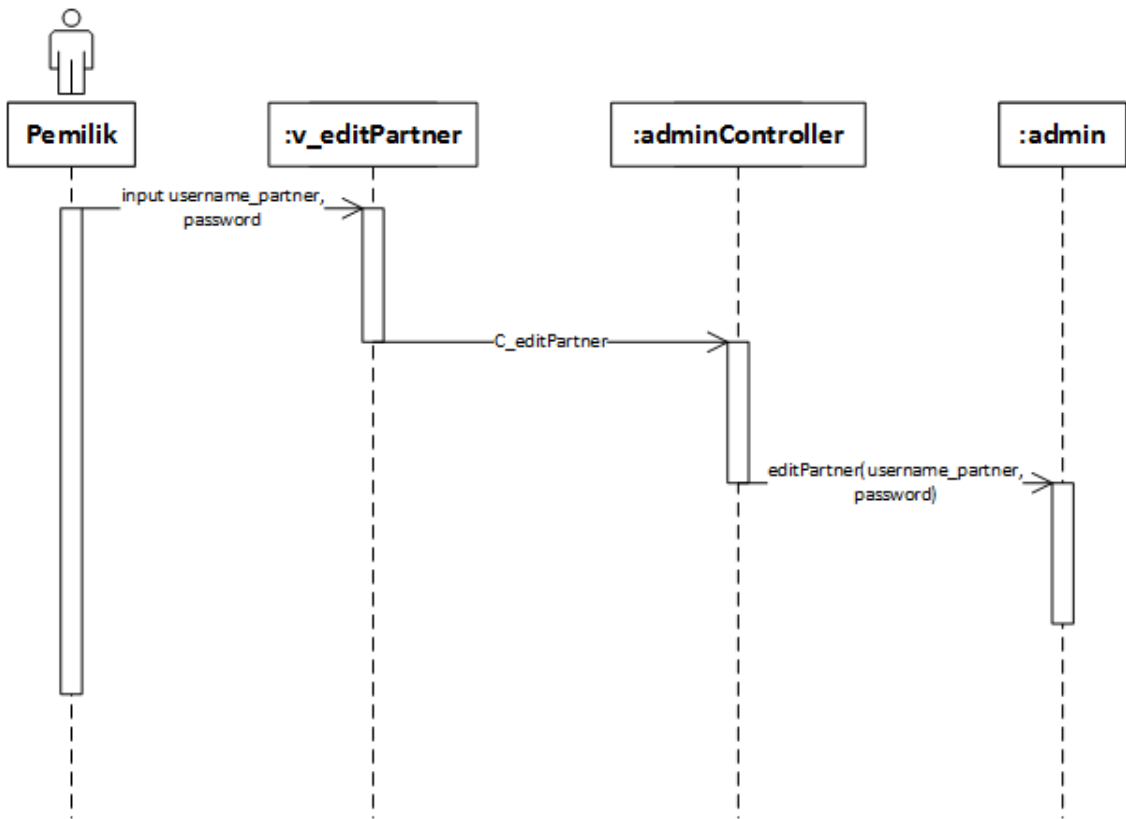 Pemilik
:v_editPartner
:adminController
:admin
input username_partner,
password
C_editPartner
editPartner(username_partner,
password)